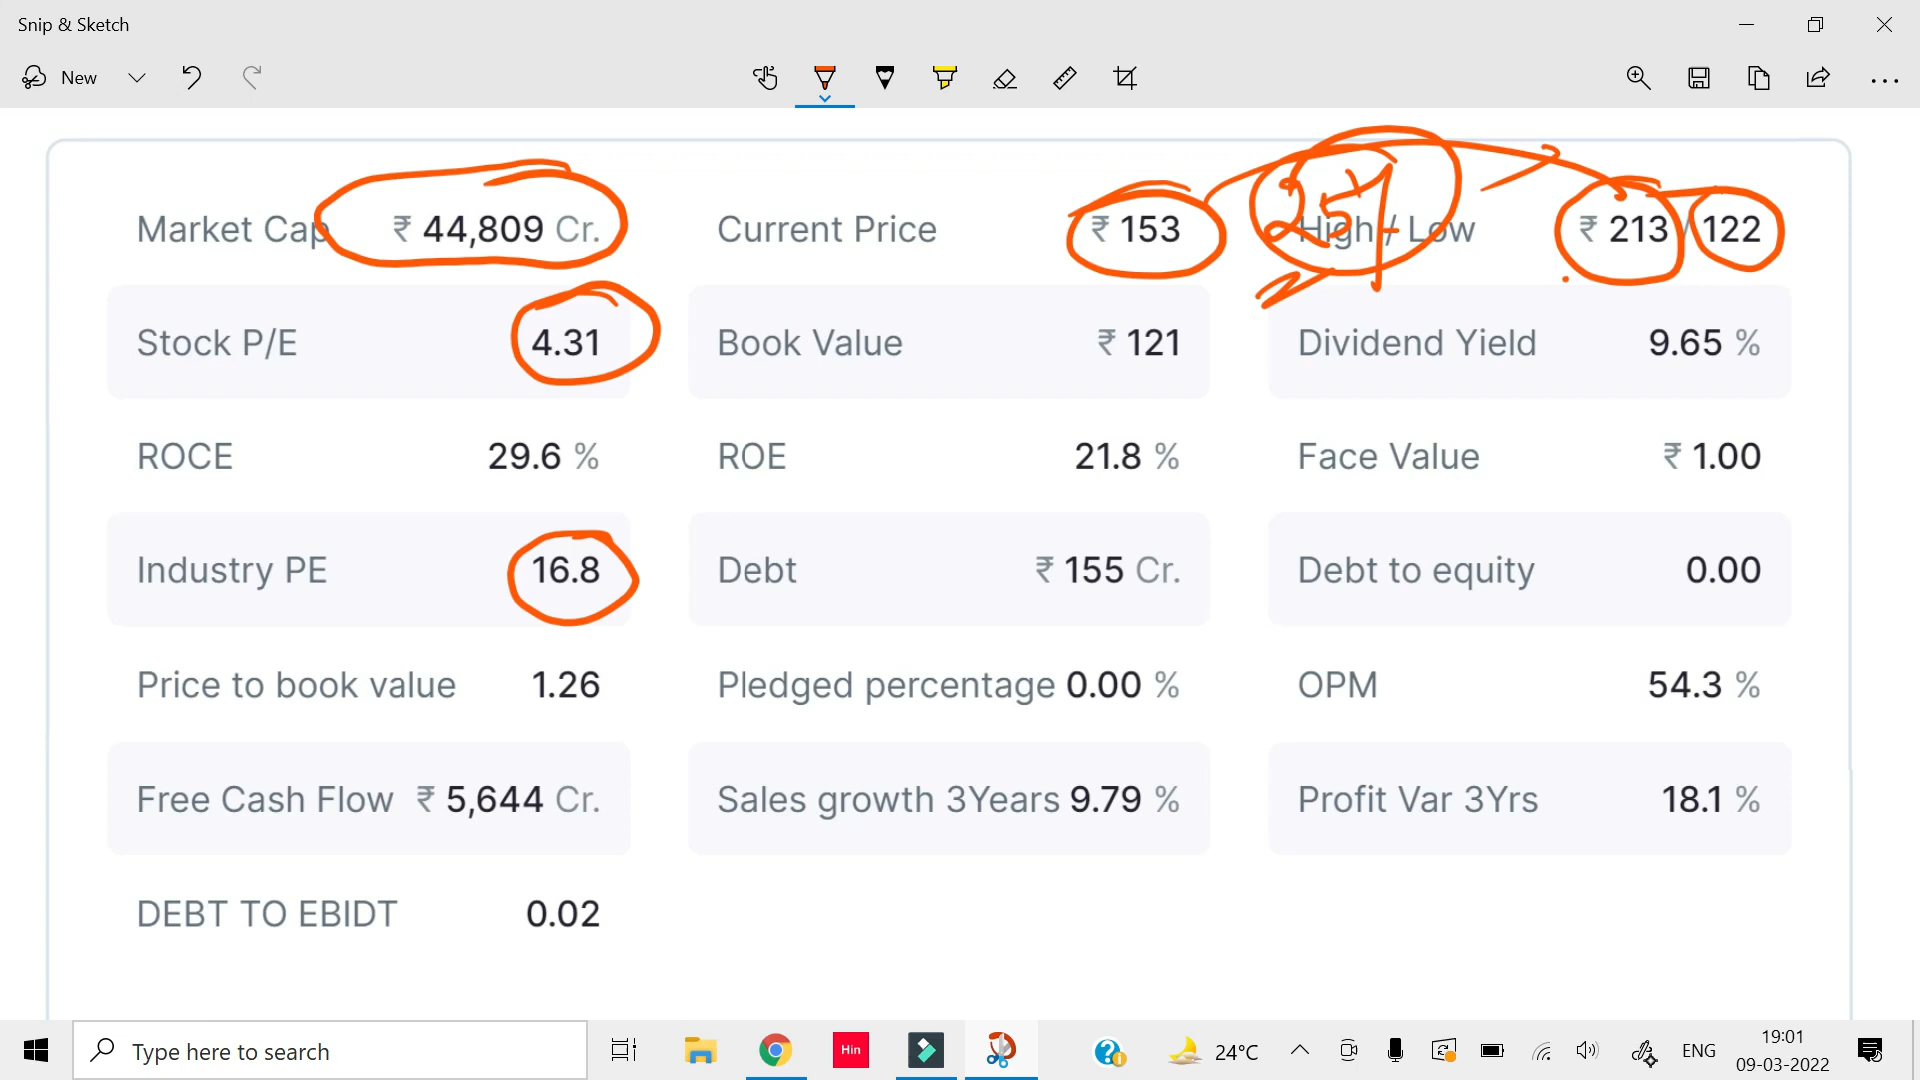 Snip & Sketch
New
Market Cap ₹ 44,809 Cr.
Current Price ₹ 153
High / Low ₹ 213 / 122
Stock P/E 4.31
Book Value ₹ 121
Dividend Yield 9.65 %
ROCE 29.6 %
ROE 21.8 %
Face Value ₹ 1.00
Industry PE 16.8
Debt ₹ 155 Cr.
Debt to equity 0.00
Price to book value 1.26
Pledged percentage 0.00 %
OPM 54.3 %
Free Cash Flow ₹ 5,644 Cr.
Sales growth 3Years 9.79 %
Profit Var 3Yrs 18.1 %
DEBT TO EBIDT 0.02
Type here to search
Hin
24°C
ENG
19:01
09-03-2022